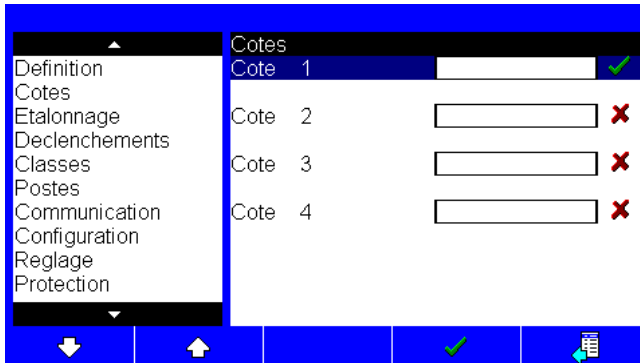 Definition
Cotes
Etalonnage
Declenchements
Classes
Postes
Communication
Configuration
Reglage
Protection
Cotes
Cote 1
Cote 2
Cote 3
Cote 4